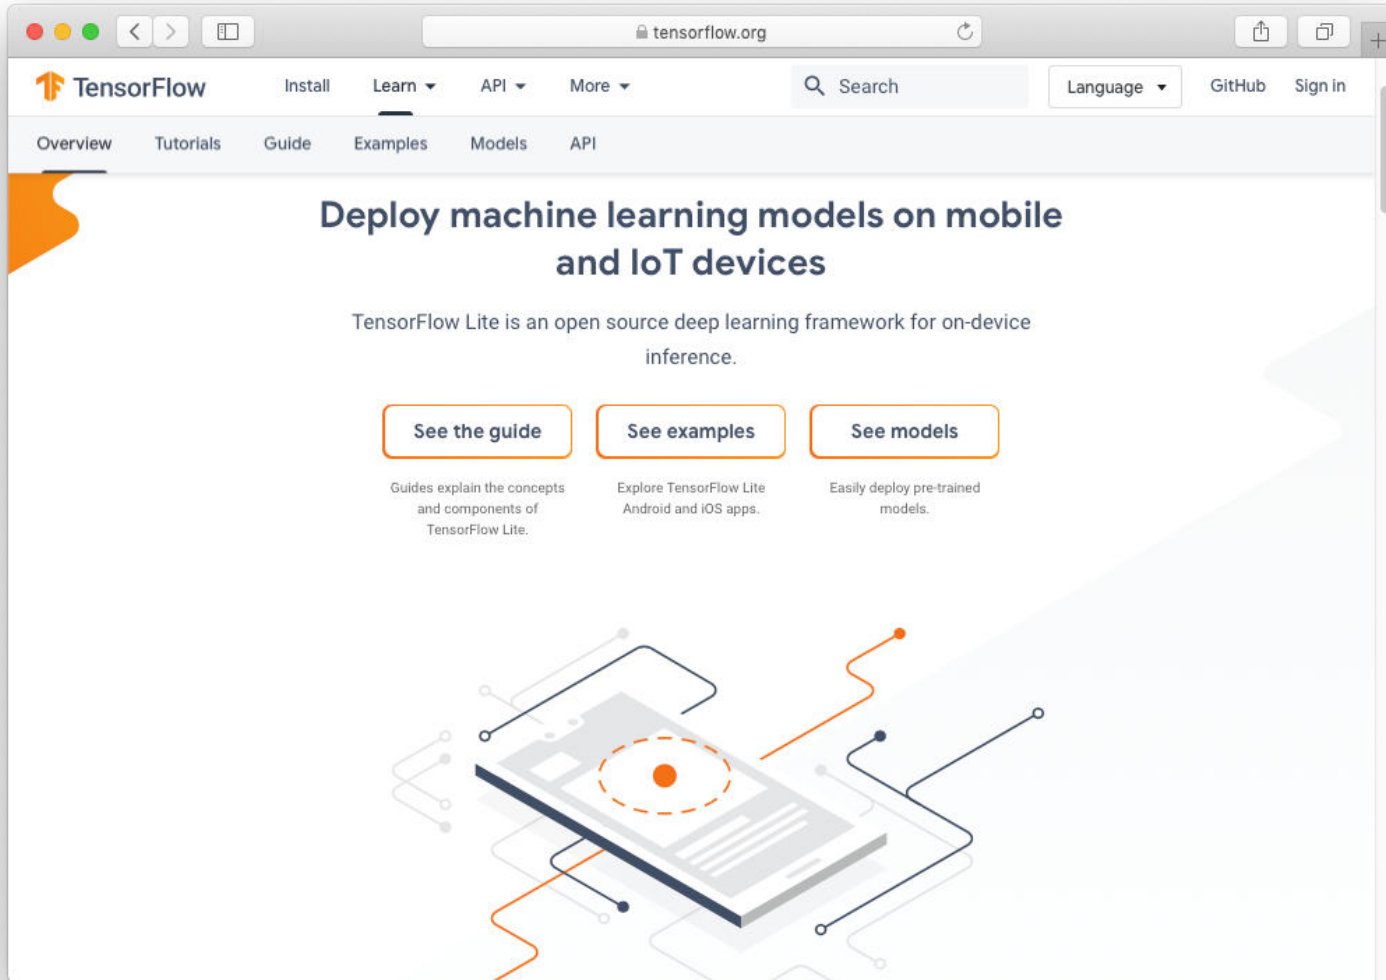 tensorflow.org
TensorFlow Install Learn API More Search Language GitHub Sign in
Overview Tutorials Guide Examples Models API
Deploy machine learning models on mobile
and IoT devices
TensorFlow Lite is an open source deep learning framework for on-device
inference.
See the guide
Guides explain the concepts
and components of
TensorFlow Lite.
See examples
Explore TensorFlow Lite
Android and iOS apps.
See models
Easily deploy pre-trained
models.